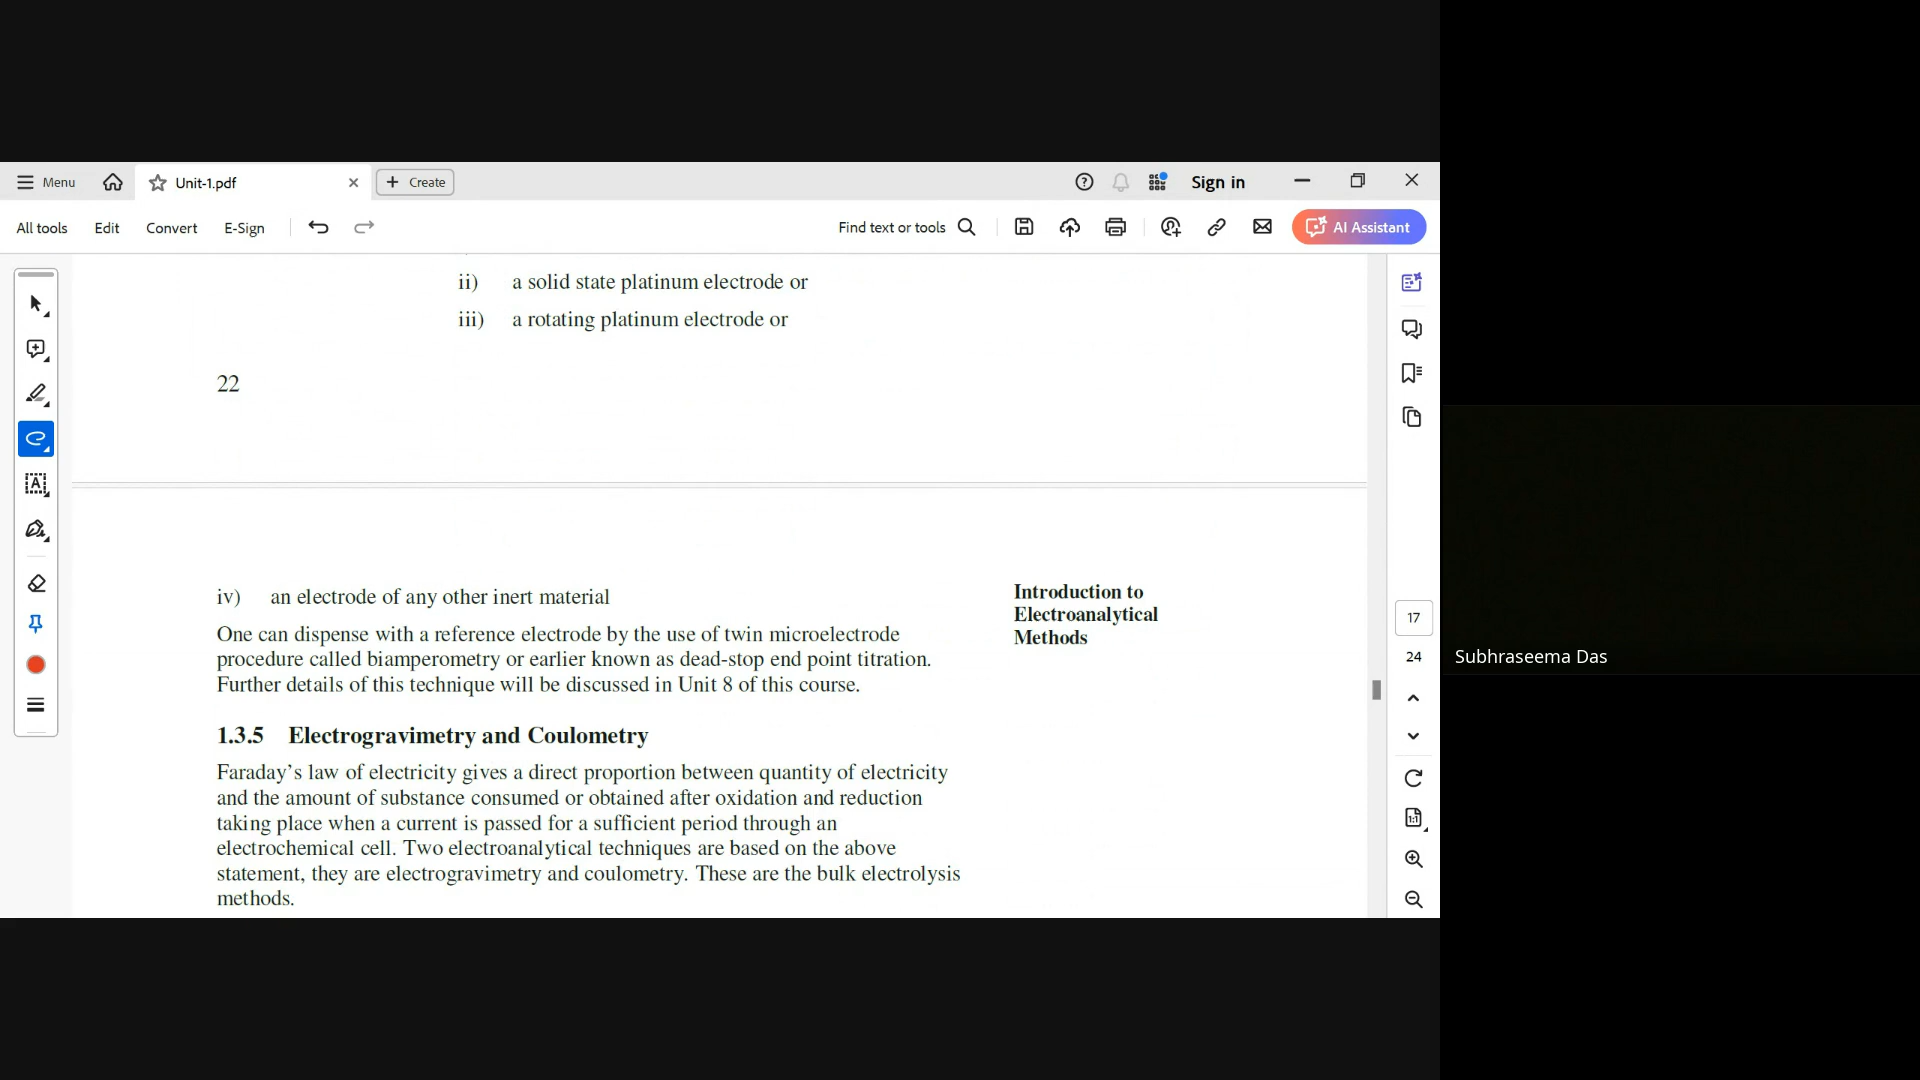 Menu
Unit-1.pdf
Create
Sign in
All tools
Edit
Convert
E-Sign
Find text or tools
AI Assistant
ii) a solid state platinum electrode or
iii) a rotating platinum electrode or
22
iv) an electrode of any other inert material
Introduction to
Electroanalytical
Methods
One can dispense with a reference electrode by the use of twin microelectrode
procedure called biamperometry or earlier known as dead-stop end point titration.
Further details of this technique will be discussed in Unit 8 of this course.
1.3.5 Electrogravimetry and Coulometry
Faraday’s law of electricity gives a direct proportion between quantity of electricity
and the amount of substance consumed or obtained after oxidation and reduction
taking place when a current is passed for a sufficient period through an
electrochemical cell. Two electroanalytical techniques are based on the above
statement, they are electrogravimetry and coulometry. These are the bulk electrolysis
methods.
17
24
Subhraseema Das